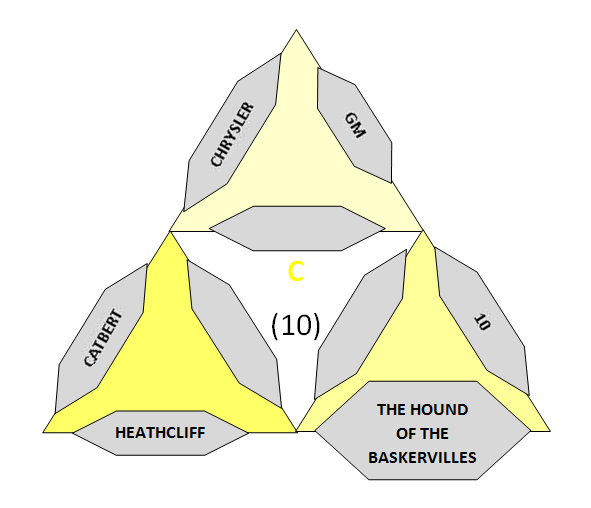 CHRYSLER
GM
C
(10)
CATBERT
10
HEATHCLIFF
THE HOUND
OF THE
BASKERVILLES